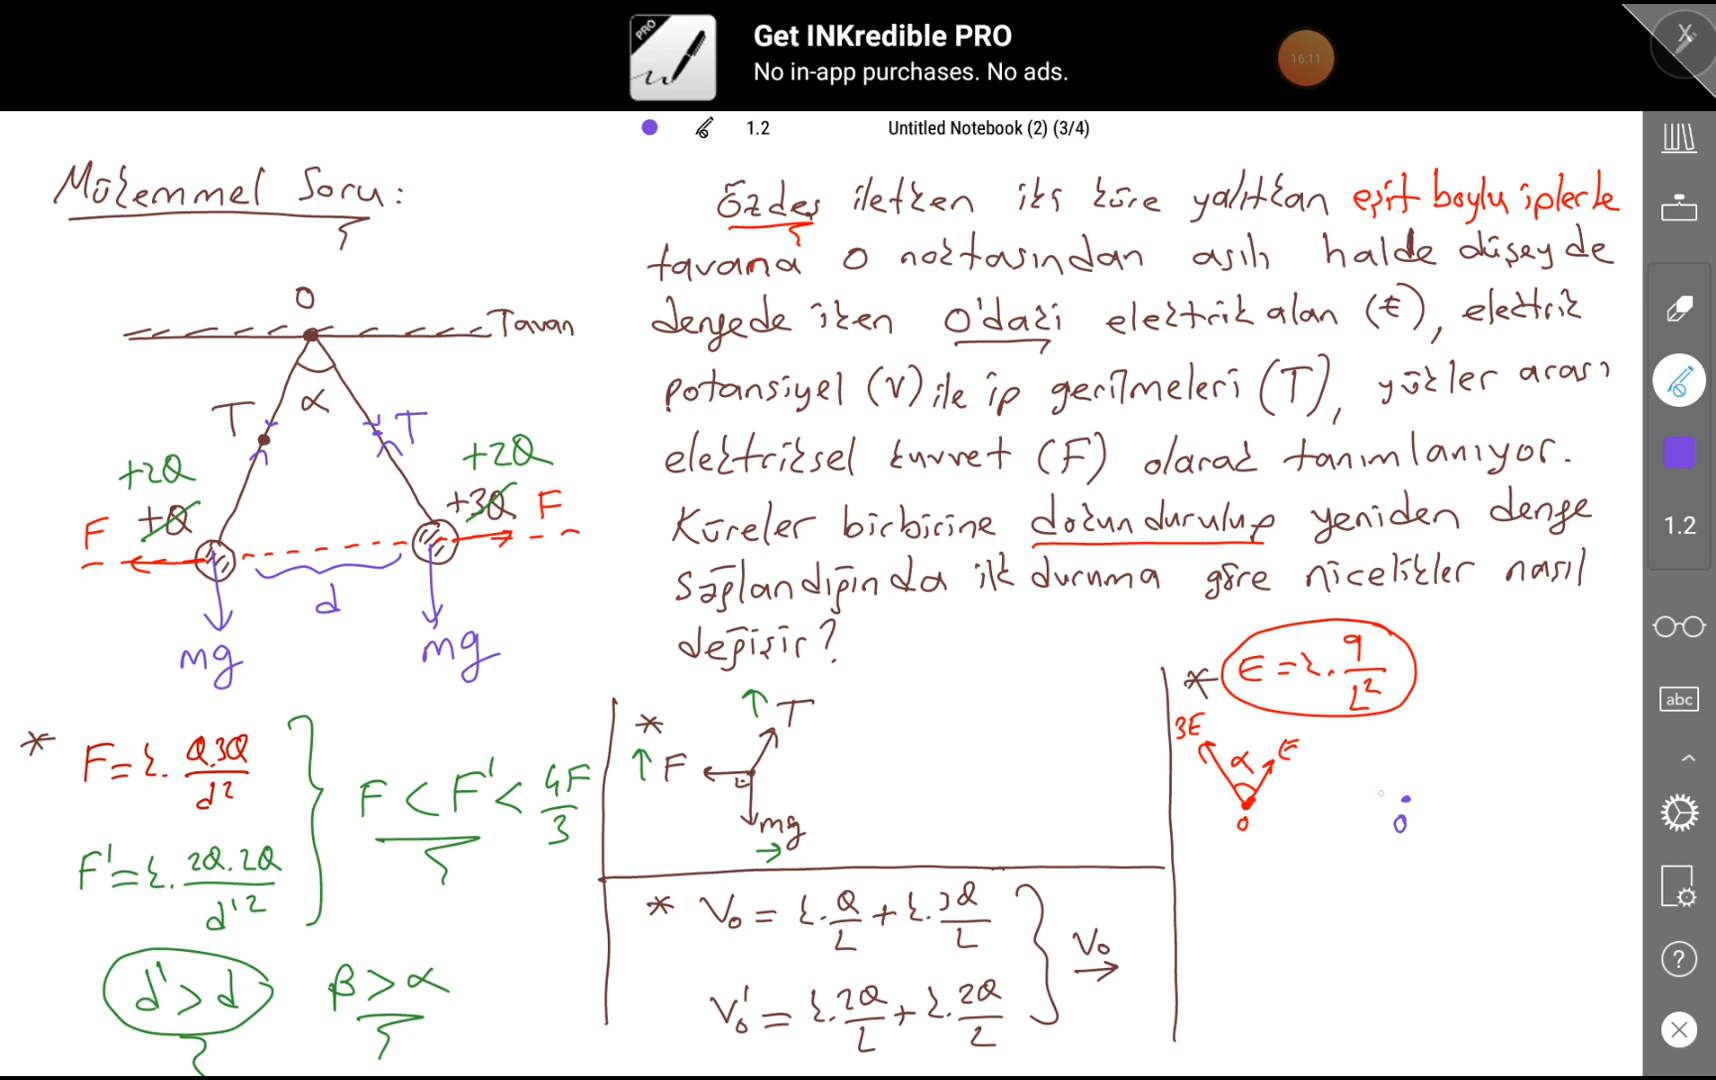 PRO
Get INKredible PRO
No in-app purchases. No ads.
16:11
X
1.2
Untitled Notebook (2) (3/4)
Mükemmel Soru:
Özdeş iletken iki küre yalıtkan eşit boylu iplerle
tavana O noktasından asılı halde düşeyde
dengede iken O'daki elektrik alan (E), elektrik
potansiyel (V) ile ip gerilmeleri (T), yükler arası
elektriksel kuvvet (F) olarak tanımlanıyor.
Küreler birbirine dokundurulup yeniden denge
sağlandığında ilk duruma göre nicelikler nasıl
değişir?
O
Tavan
α
T
T
+2Q
+2Q
+Q
+3Q
F
F
d
mg
mg
* F = k. Q.3Q / d²
F' = k. 2Q.2Q / d'²
F < F' < 4F/3
d' > d
β > α
*
↑ T
↑ F
mg
→
* V₀ = k. Q/L + k. 3Q/L
V₀' = k. 2Q/L + k. 2Q/L
V₀
→
* E = k. q/L²
3E
α
E
O
O
1.2
abc
?